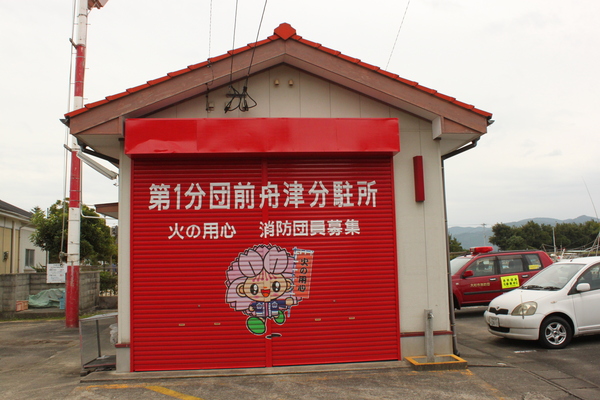 第1分団前舟津分駐所
火の用心　消防団員募集
火の用心